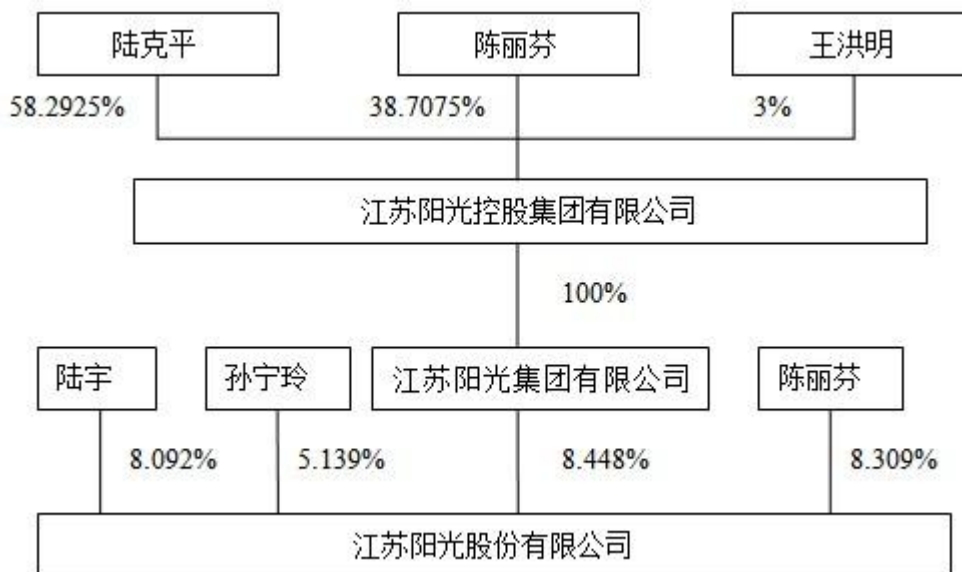 陆克平
陈丽芬
王洪明
58.2925%
38.7075%
3%
江苏阳光控股集团有限公司
100%
陆宇
孙宁玲
江苏阳光集团有限公司
陈丽芬
8.092%
5.139%
8.448%
8.309%
江苏阳光股份有限公司